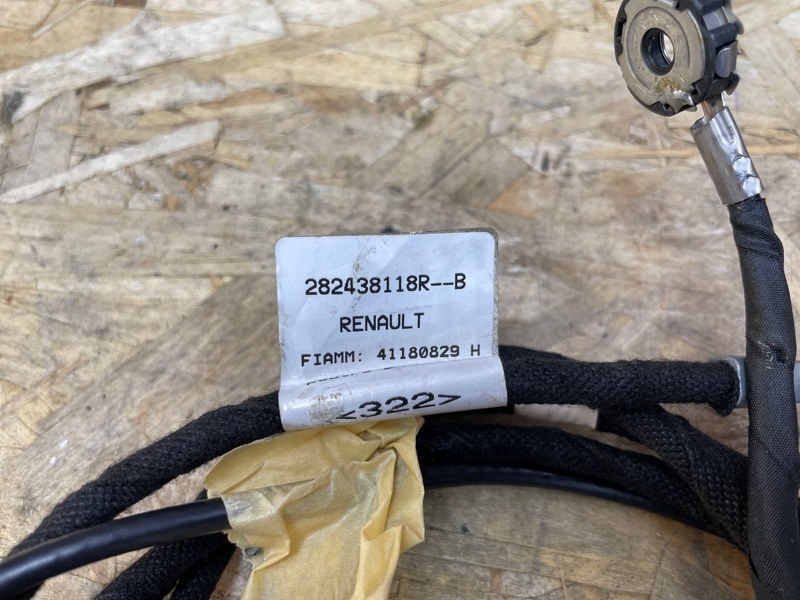 282438118R--B
RENAULT
FIAMM: 41180829 H
<322>